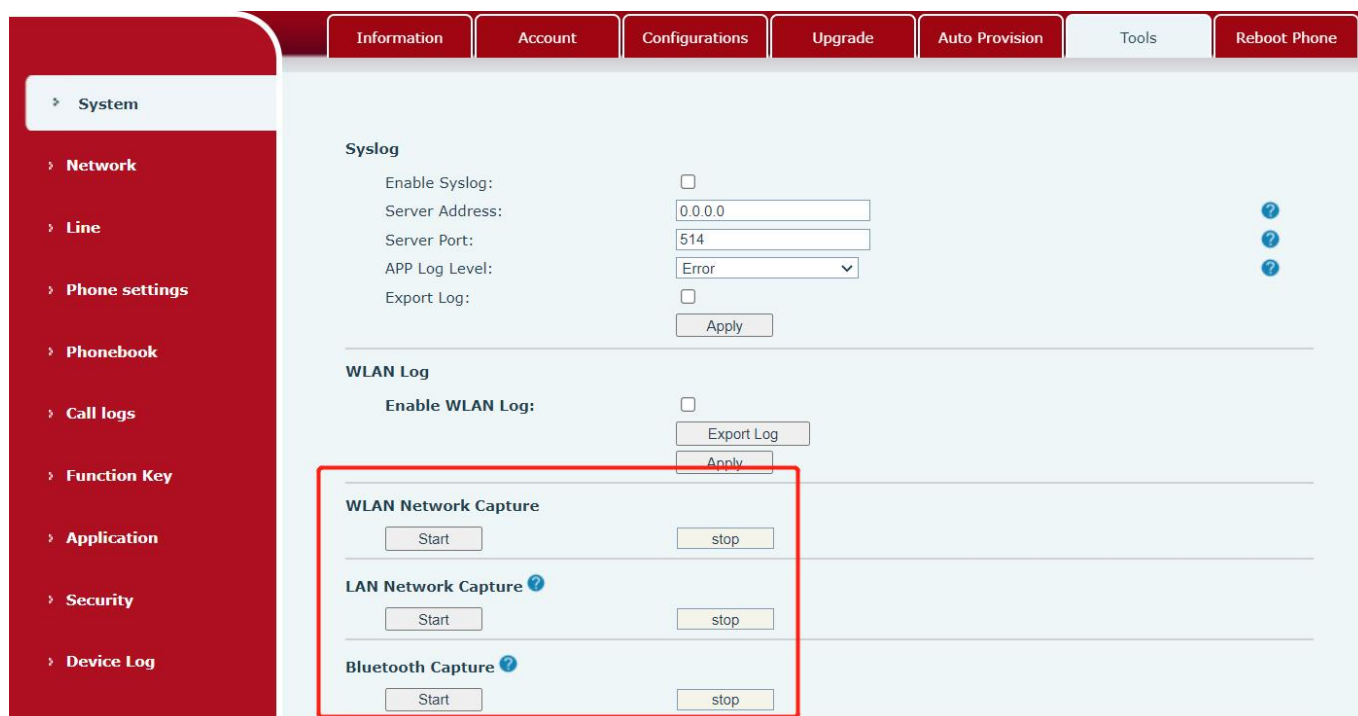 Information Account Configurations Upgrade Auto Provision Tools Reboot Phone
System
Network
Line
Phone settings
Phonebook
Call logs
Function Key
Application
Security
Device Log
Syslog
Enable Syslog:
Server Address: 0.0.0.0
Server Port: 514
APP Log Level: Error
Export Log:
Apply
WLAN Log
Enable WLAN Log:
Export Log
Apply
WLAN Network Capture
Start stop
LAN Network Capture ?
Start stop
Bluetooth Capture ?
Start stop